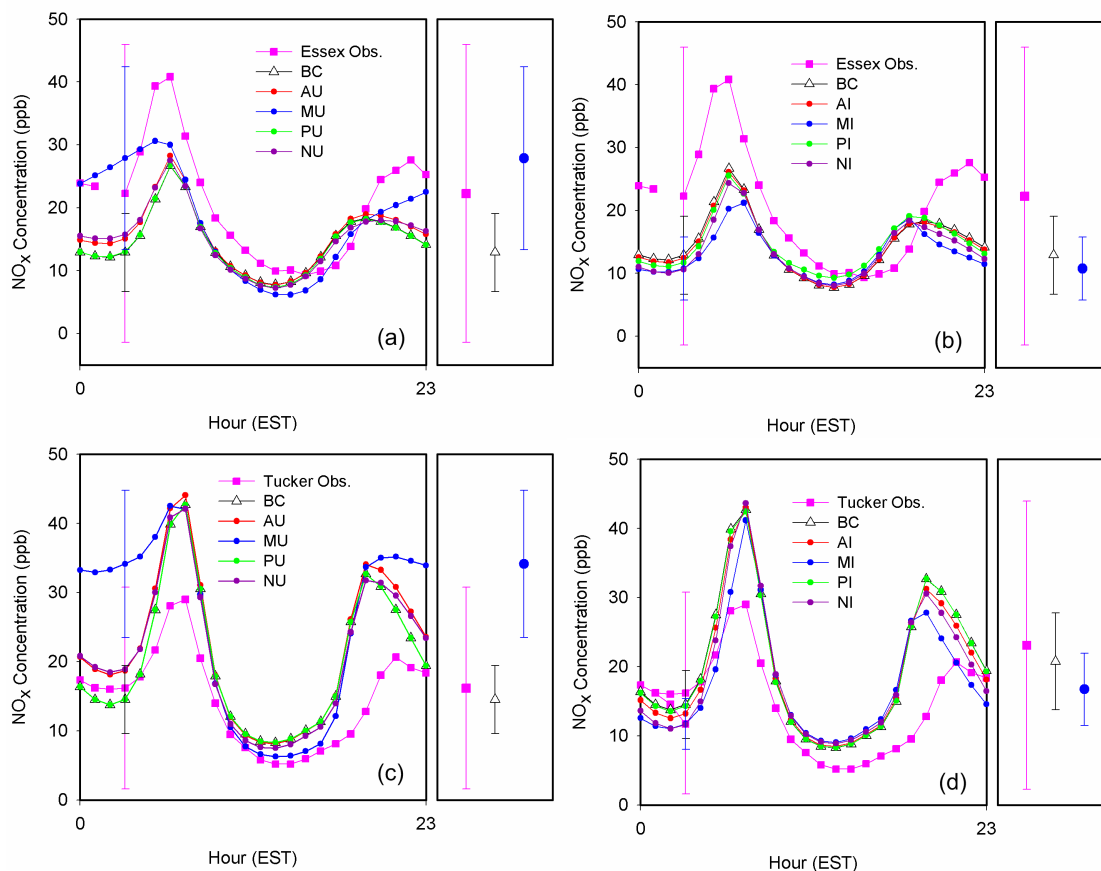 50
40
30
20
10
0
NOx Concentration (ppb)
Essex Obs.
BC
AU
MU
PU
NU
(a)
0
23
Hour (EST)
50
40
30
20
10
0
NOx Concentration (ppb)
Essex Obs.
BC
AI
MI
PI
NI
(b)
0
23
Hour (EST)
50
40
30
20
10
0
NOx Concentration (ppb)
Tucker Obs.
BC
AU
MU
PU
NU
(c)
0
23
Hour (EST)
50
40
30
20
10
0
NOx Concentration (ppb)
Tucker Obs.
BC
AI
MI
PI
NI
(d)
0
23
Hour (EST)